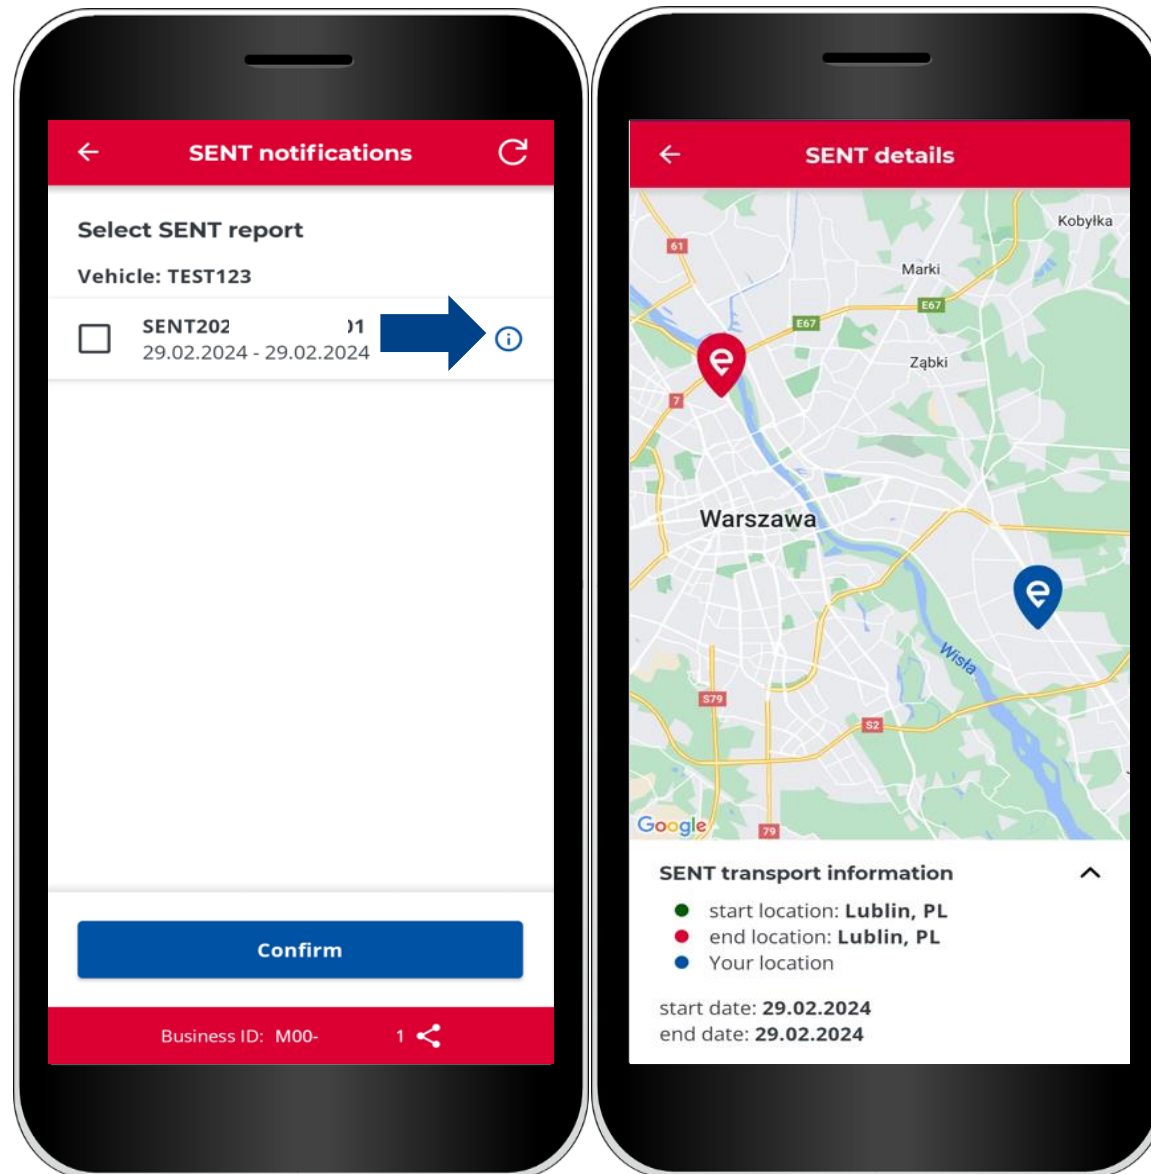 SENT notifications
Select SENT report
Vehicle: TEST123
SENT202 01
29.02.2024 - 29.02.2024
Confirm
Business ID: M00- 1
SENT details
Kobyłka
61
Marki
E67
E67
Ząbki
7
Warszawa
Wisła
S79
S2
Google
79
SENT transport information
start location: Lublin, PL
end location: Lublin, PL
Your location
start date: 29.02.2024
end date: 29.02.2024